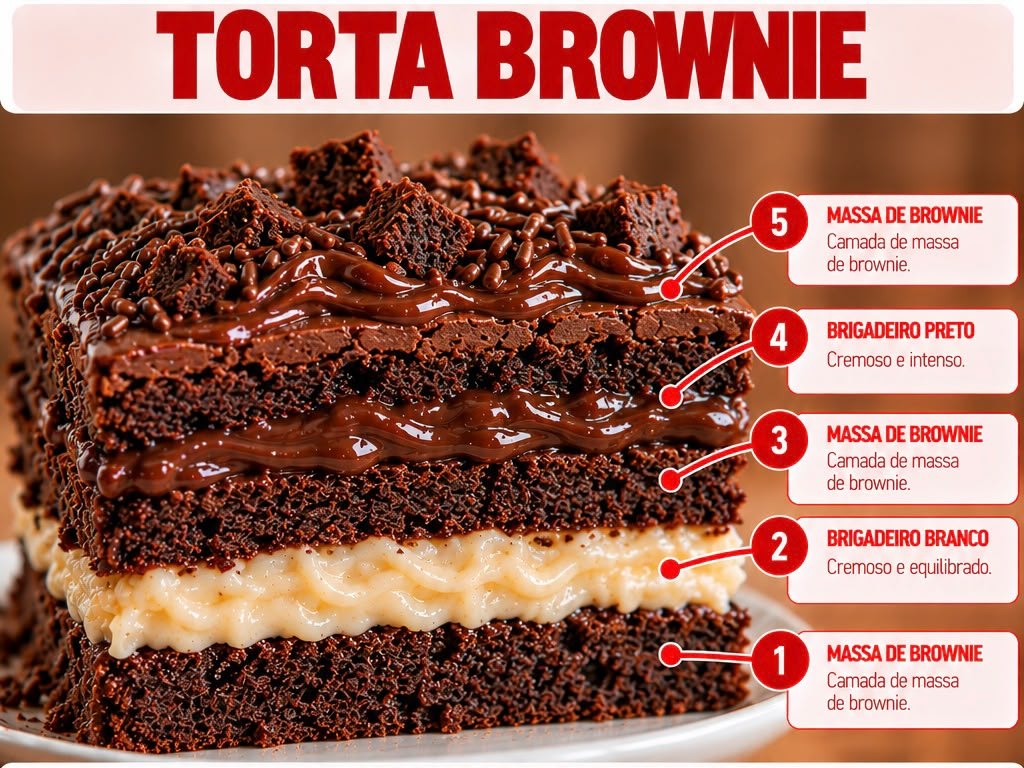 TORTA BROWNIE
5
MASSA DE BROWNIE
Camada de massa
de brownie.
4
BRIGADEIRO PRETO
Cremoso e intenso.
3
MASSA DE BROWNIE
Camada de massa
de brownie.
2
BRIGADEIRO BRANCO
Cremoso e equilibrado.
1
MASSA DE BROWNIE
Camada de massa
de brownie.